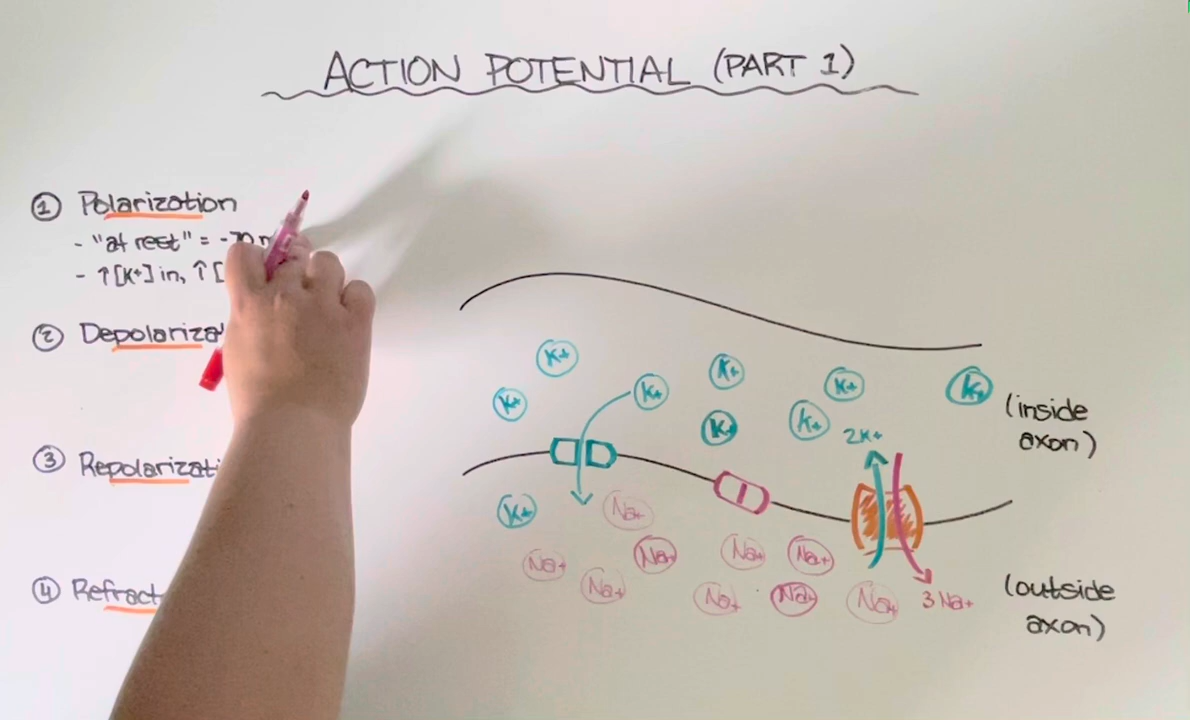 ACTION POTENTIAL (PART 1)
① Polarization
- "at rest" = -70
- ↑[K+] in, ↑[
② Depolariza
③ Repolarizati
④ Refract
K+
K+
K+
K+
K+
K+
K+
K+
K+
2K+
(inside
axon)
K+
Na+
Na+
Na+
Na+
Na+
Na+
Na+
Na+
Na+
3 Na+
(outside
axon)